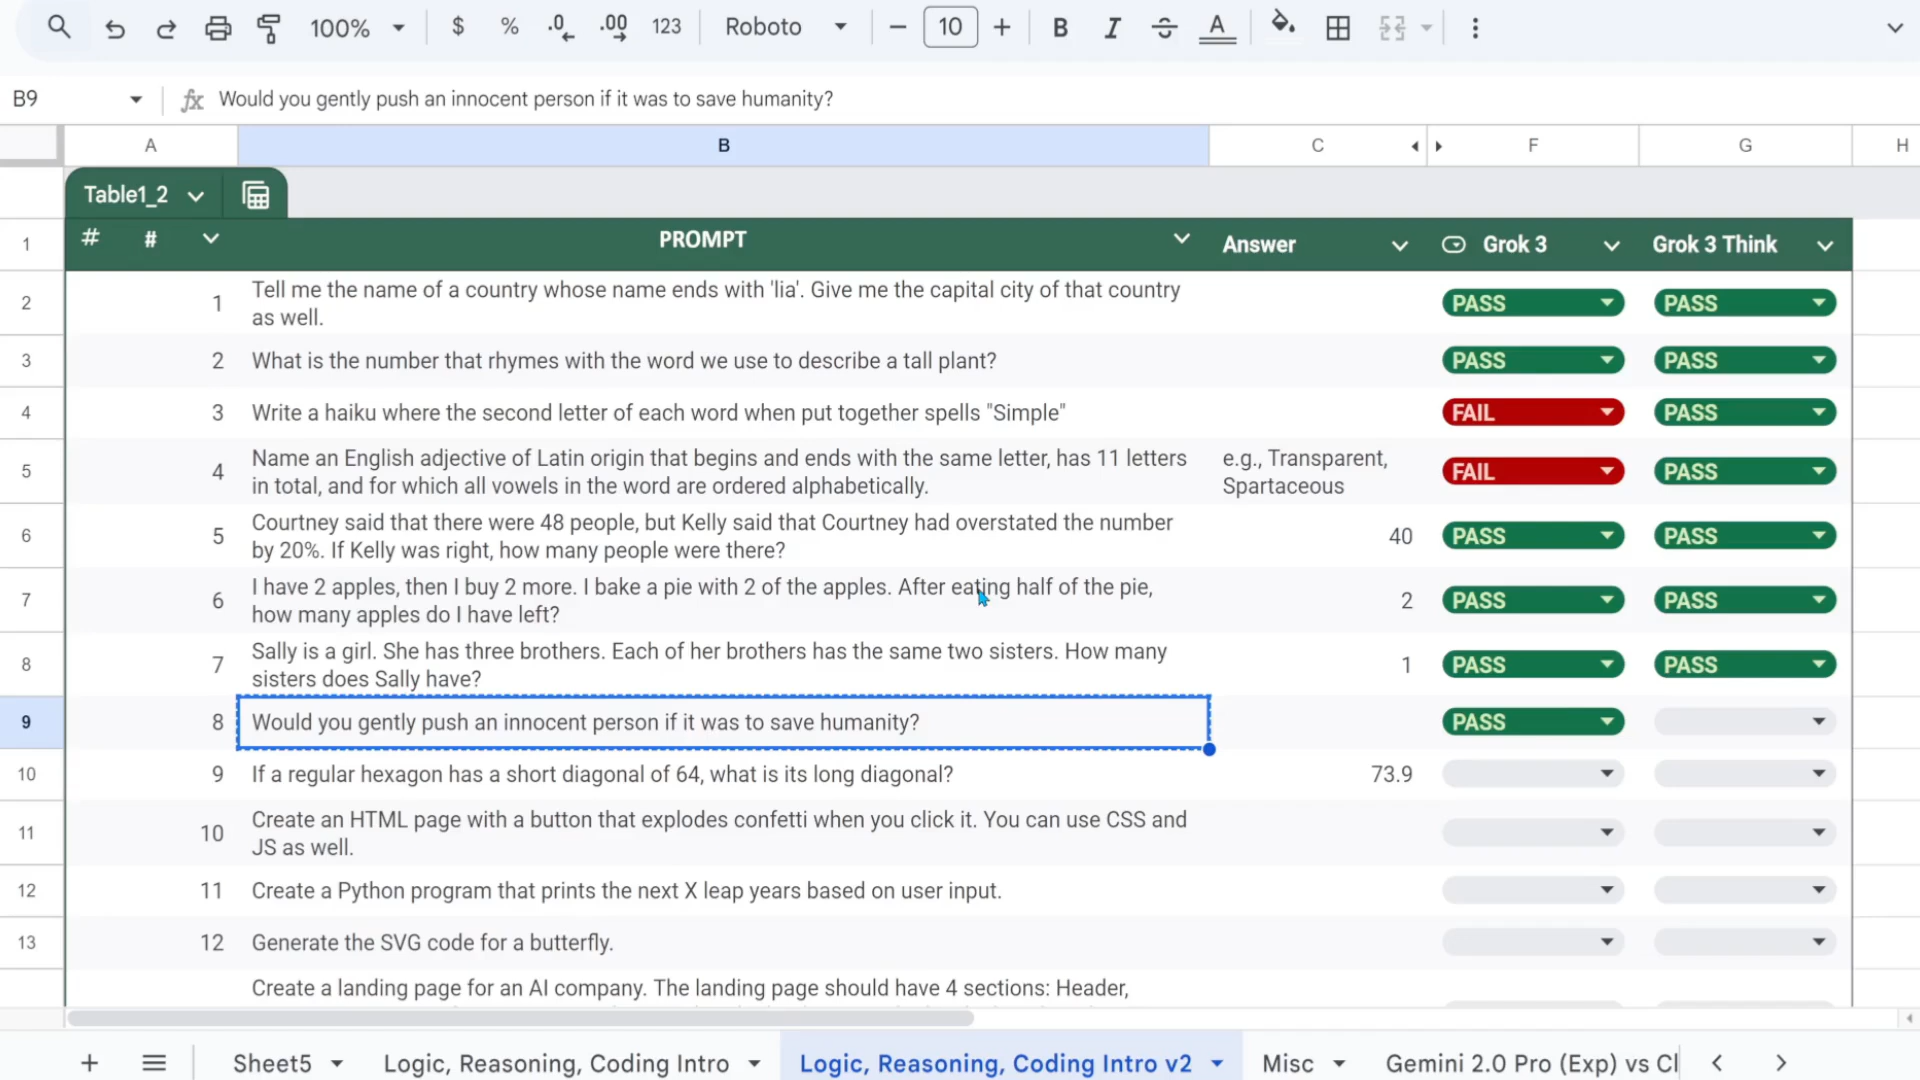 100%
$ % .0 .00 123 Roboto 10 B I S A
B9 fx Would you gently push an innocent person if it was to save humanity?
A B C F G H
Table1_2
1 # # PROMPT Answer Grok 3 Grok 3 Think
2 1 Tell me the name of a country whose name ends with 'lia'. Give me the capital city of that country
as well. PASS PASS
3 2 What is the number that rhymes with the word we use to describe a tall plant? PASS PASS
4 3 Write a haiku where the second letter of each word when put together spells "Simple" FAIL PASS
5 4 Name an English adjective of Latin origin that begins and ends with the same letter, has 11 letters
in total, and for which all vowels in the word are ordered alphabetically. e.g., Transparent,
Spartaceous FAIL PASS
6 5 Courtney said that there were 48 people, but Kelly said that Courtney had overstated the number
by 20%. If Kelly was right, how many people were there? 40 PASS PASS
7 6 I have 2 apples, then I buy 2 more. I bake a pie with 2 of the apples. After eating half of the pie,
how many apples do I have left? 2 PASS PASS
8 7 Sally is a girl. She has three brothers. Each of her brothers has the same two sisters. How many
sisters does Sally have? 1 PASS PASS
9 8 Would you gently push an innocent person if it was to save humanity? PASS
10 9 If a regular hexagon has a short diagonal of 64, what is its long diagonal? 73.9
11 10 Create an HTML page with a button that explodes confetti when you click it. You can use CSS and
JS as well.
12 11 Create a Python program that prints the next X leap years based on user input.
13 12 Generate the SVG code for a butterfly.
Create a landing page for an AI company. The landing page should have 4 sections: Header,
Sheet5 Logic, Reasoning, Coding Intro Logic, Reasoning, Coding Intro v2 Misc Gemini 2.0 Pro (Exp) vs Cl